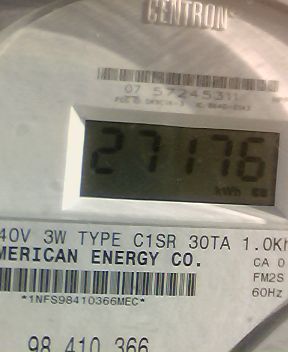 CENTRON
07 57245311
27176
kWh
40V 3W TYPE C1SR 30TA 1.0Kh
MERICAN ENERGY CO.
CA 0
FM2S
60Hz
*1NFS98410366MEC*
98 410 366